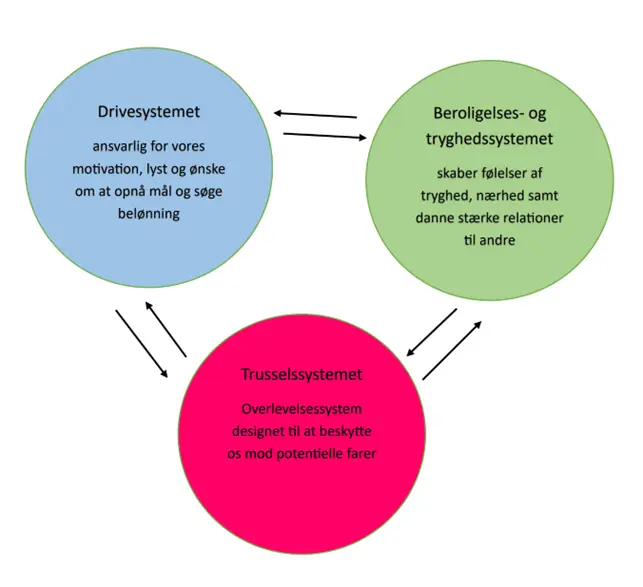 Drivesystemet
ansvarlig for vores
motivation, lyst og ønske
om at opnå mål og søge
belønning
Beroligelses- og
tryghedssystemet
skaber følelser af
tryghed, nærhed samt
danne stærke relationer
til andre
Trusselssystemet
Overlevelsessystem
designet til at beskytte
os mod potentielle farer